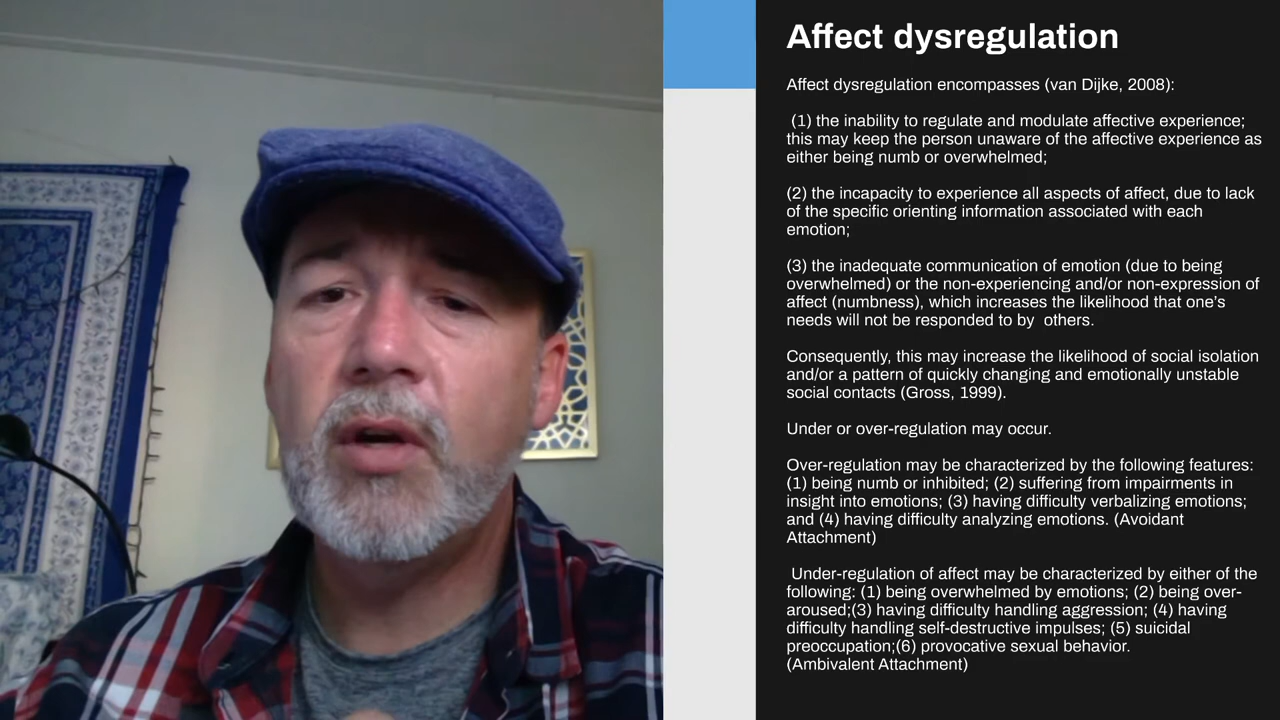 Affect dysregulation
Affect dysregulation encompasses (van Dijke, 2008):
(1) the inability to regulate and modulate affective experience;
this may keep the person unaware of the affective experience as
either being numb or overwhelmed;
(2) the incapacity to experience all aspects of affect, due to lack
of the specific orienting information associated with each
emotion;
(3) the inadequate communication of emotion (due to being
overwhelmed) or the non-experiencing and/or non-expression of
affect (numbness), which increases the likelihood that one's
needs will not be responded to by  others.
Consequently, this may increase the likelihood of social isolation
and/or a pattern of quickly changing and emotionally unstable
social contacts (Gross, 1999).
Under or over-regulation may occur.
Over-regulation may be characterized by the following features:
(1) being numb or inhibited; (2) suffering from impairments in
insight into emotions; (3) having difficulty verbalizing emotions;
and (4) having difficulty analyzing emotions. (Avoidant
Attachment)
Under-regulation of affect may be characterized by either of the
following: (1) being overwhelmed by emotions; (2) being over-
aroused;(3) having difficulty handling aggression; (4) having
difficulty handling self-destructive impulses; (5) suicidal
preoccupation;(6) provocative sexual behavior.
(Ambivalent Attachment)